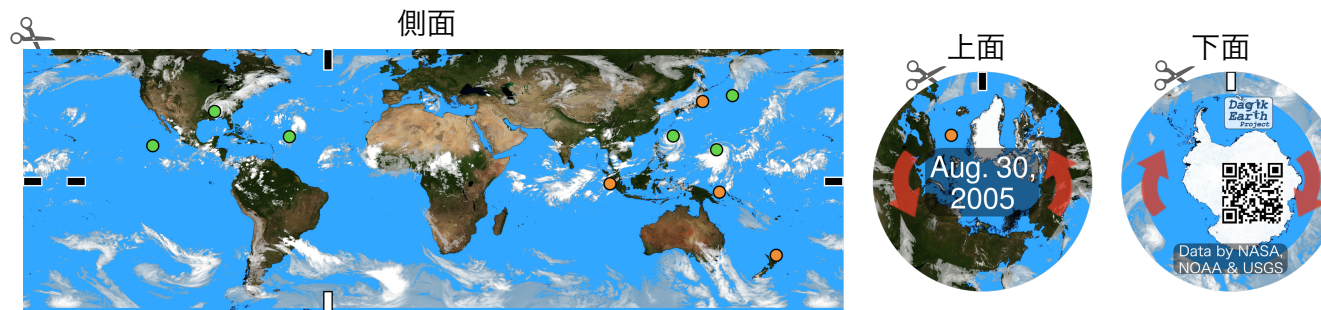 側面
上面
下面
Aug. 30,
2005
Dagik
Earth
Project
Data by NASA,
NOAA & USGS